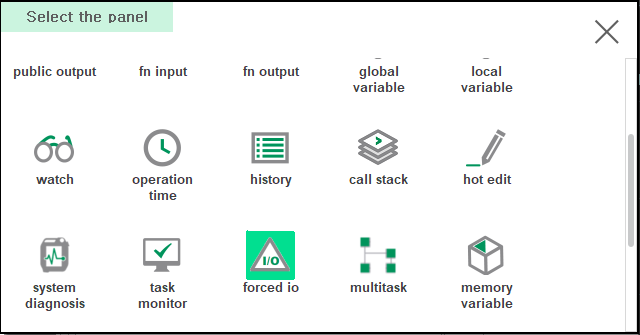 Select the panel
public output
fn input
fn output
global
variable
local
variable
watch
operation
time
history
call stack
hot edit
system
diagnosis
task
monitor
I/O
forced io
multitask
memory
variable